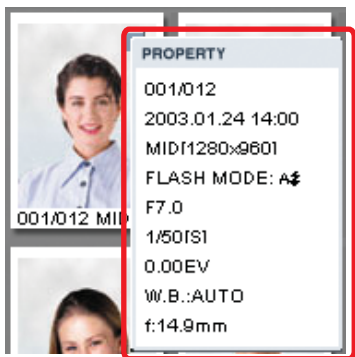 PROPERTY
001/012
2003.01.24 14:00
MID[1280x960]
FLASH MODE: A⚡
F7.0
1/50[S]
0.00EV
W.B.:AUTO
f:14.9mm
001/012 MID